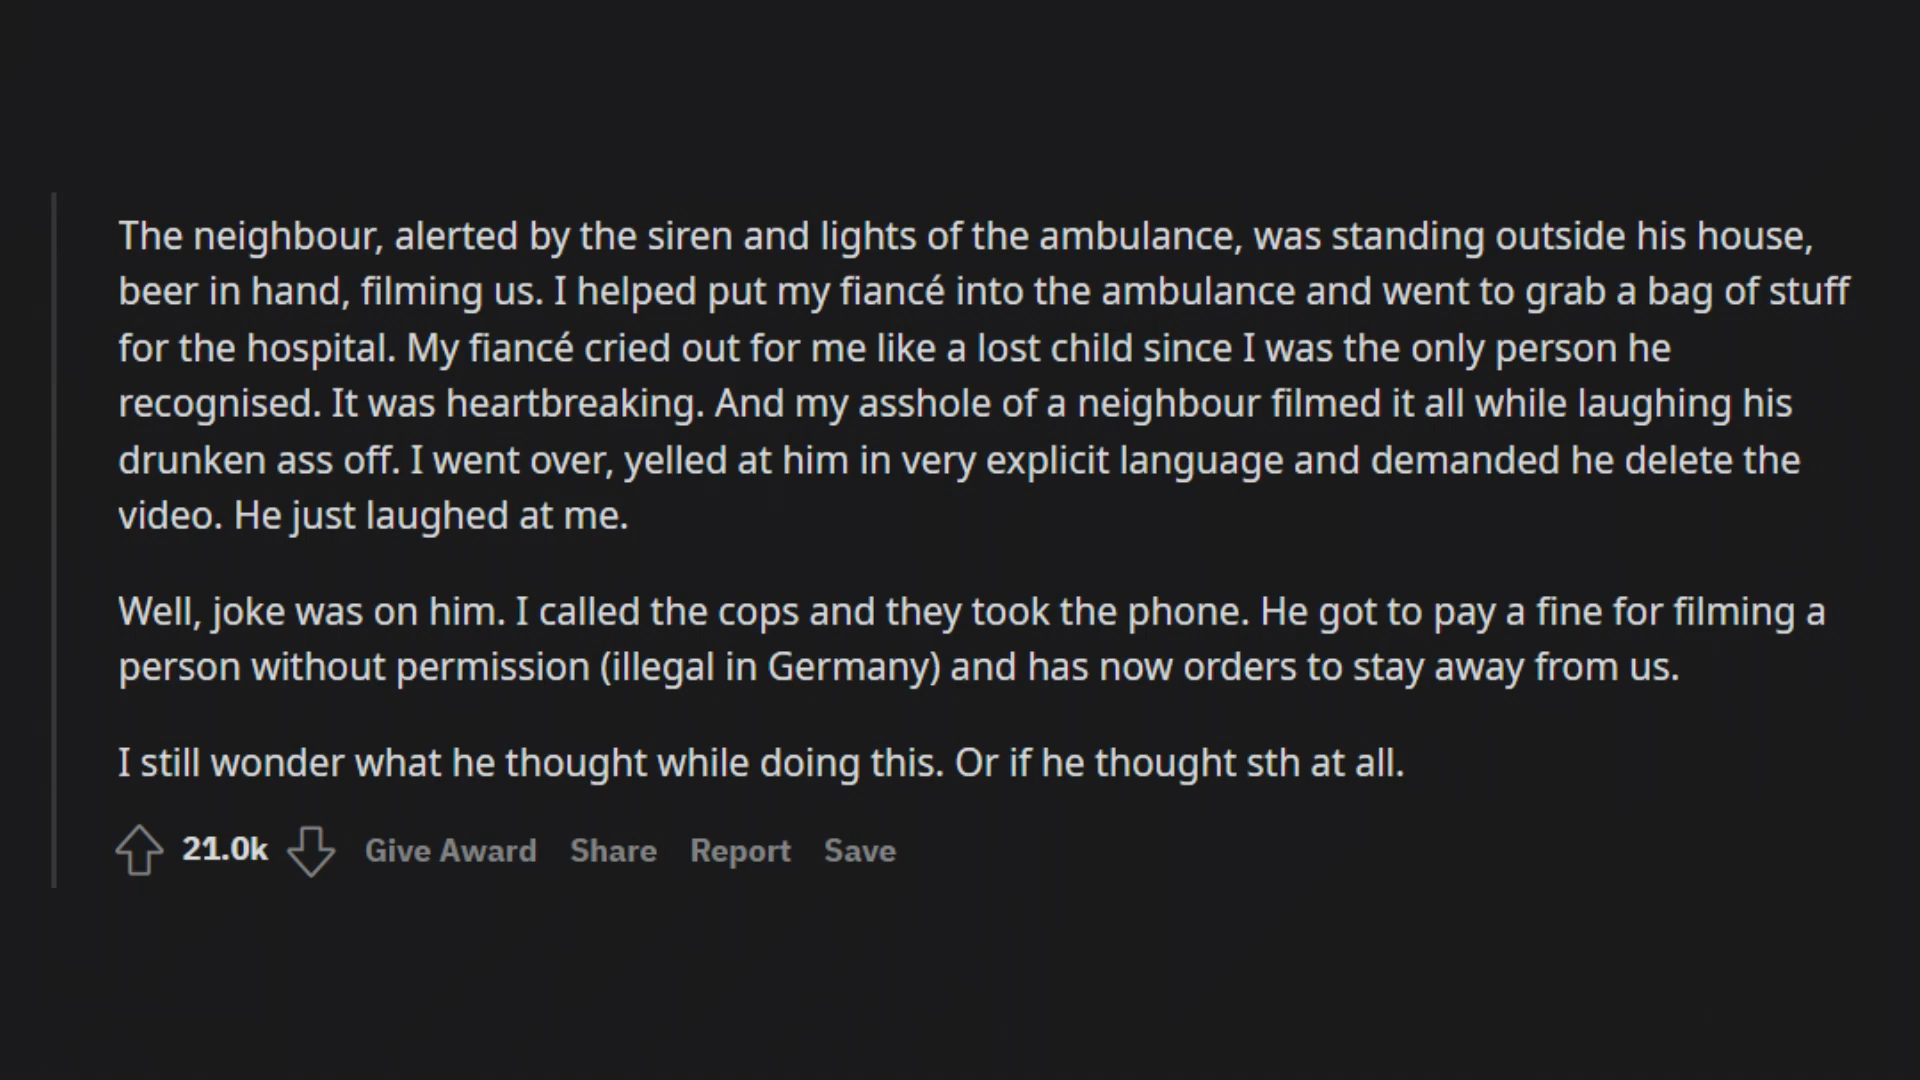 The neighbour, alerted by the siren and lights of the ambulance, was standing outside his house,
beer in hand, filming us. I helped put my fiancé into the ambulance and went to grab a bag of stuff
for the hospital. My fiancé cried out for me like a lost child since I was the only person he
recognised. It was heartbreaking. And my asshole of a neighbour filmed it all while laughing his
drunken ass off. I went over, yelled at him in very explicit language and demanded he delete the
video. He just laughed at me.
Well, joke was on him. I called the cops and they took the phone. He got to pay a fine for filming a
person without permission (illegal in Germany) and has now orders to stay away from us.
I still wonder what he thought while doing this. Or if he thought sth at all.
21.0k Give Award Share Report Save